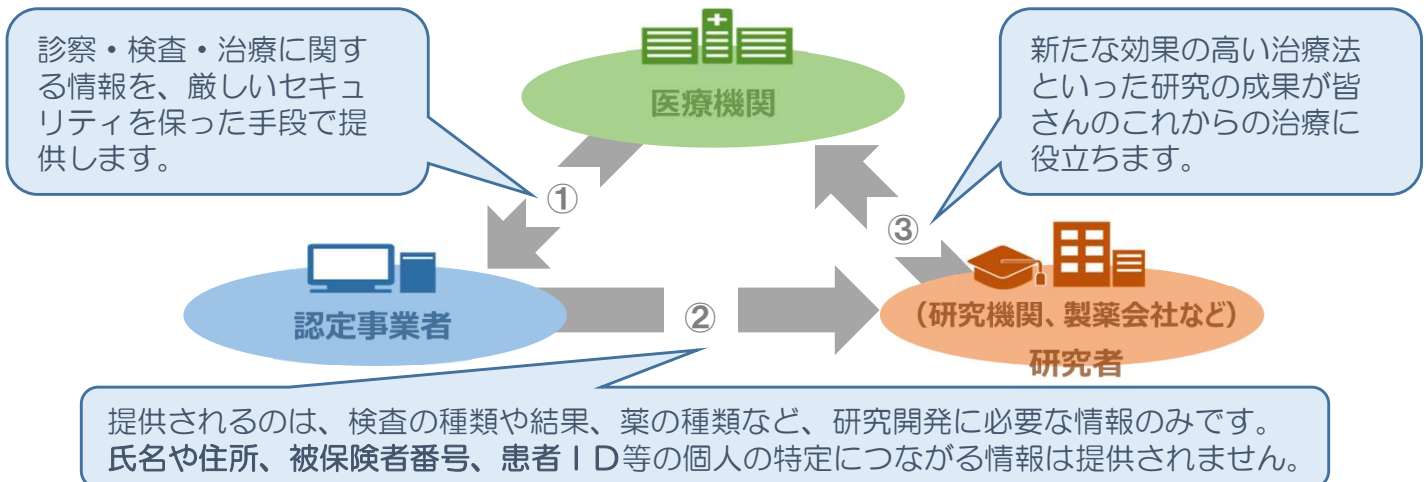 診察・検査・治療に関す
る情報を、厳しいセキュ
リティを保った手段で提
供します。
医療機関
新たな効果の高い治療法
といった研究の成果が皆
さんのこれからの治療に
役立ちます。
①
③
認定事業者
②
（研究機関、製薬会社など）
研究者
提供されるのは、検査の種類や結果、薬の種類など、研究開発に必要な情報のみです。
氏名や住所、被保険者番号、患者ＩＤ等の個人の特定につながる情報は提供されません。